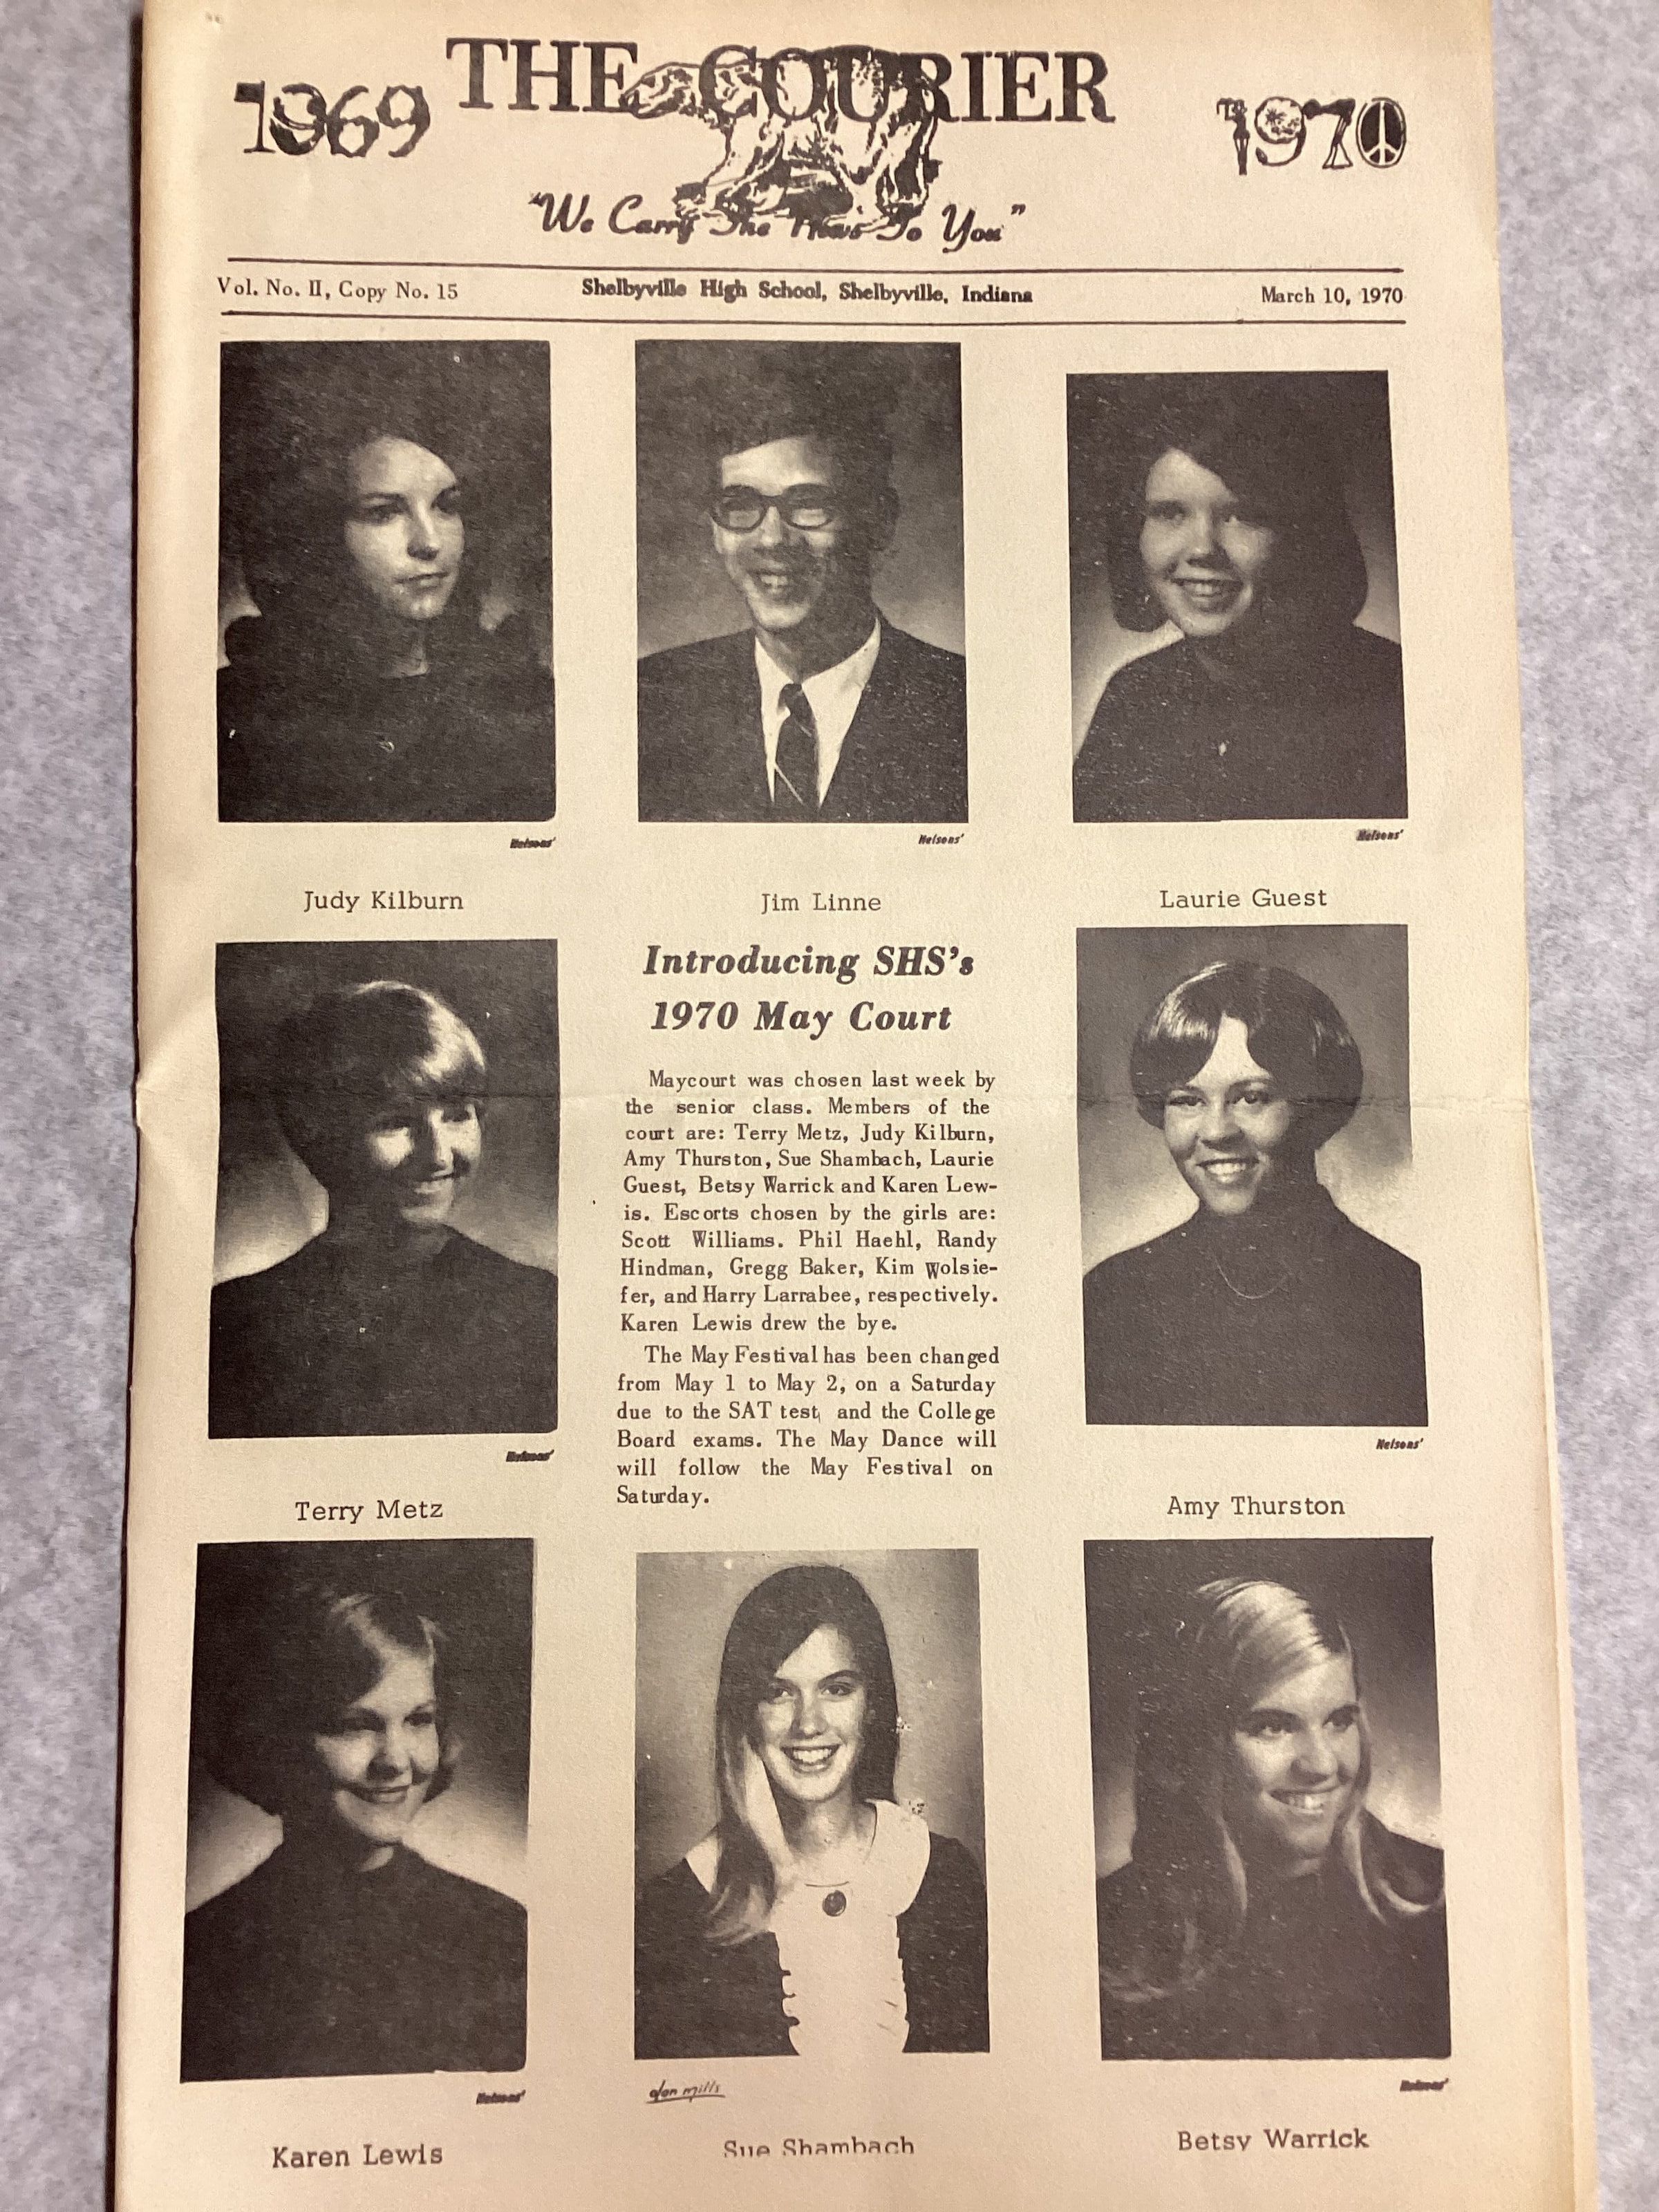 THE COURIER
1969
1970
"We Carry The News To You"
Vol. No. II, Copy No. 15
Shelbyville High School, Shelbyville, Indiana
March 10, 1970
Nelsons'
Nelsons'
Nelsons'
Judy Kilburn
Jim Linne
Laurie Guest
Introducing SHS's
1970 May Court
Maycourt was chosen last week by
the senior class. Members of the
court are: Terry Metz, Judy Kilburn,
Amy Thurston, Sue Shambach, Laurie
Guest, Betsy Warrick and Karen Lew-
is. Escorts chosen by the girls are:
Scott Williams. Phil Haehl, Randy
Hindman, Gregg Baker, Kim Wolsie-
fer, and Harry Larrabee, respectively.
Karen Lewis drew the bye.
The May Festival has been changed
from May 1 to May 2, on a Saturday
due to the SAT test, and the College
Board exams. The May Dance will
will follow the May Festival on
Saturday.
Nelsons'
Nelsons'
Terry Metz
Amy Thurston
Nelsons'
don mills
Nelsons'
Karen Lewis
Sue Shambach
Betsy Warrick